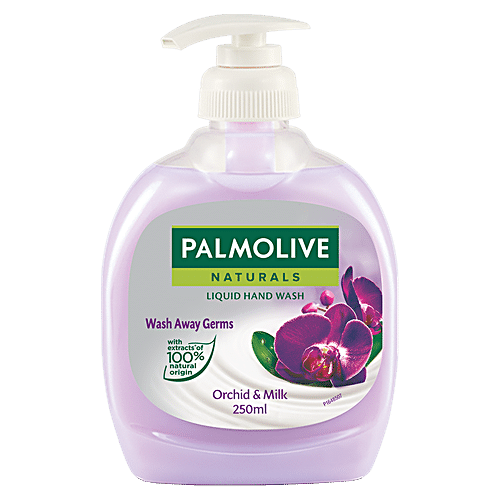 PALMOLIVE
NATURALS
LIQUID HAND WASH
Wash Away Germs
with
extracts* of
100%
natural
origin
Orchid & Milk
250ml